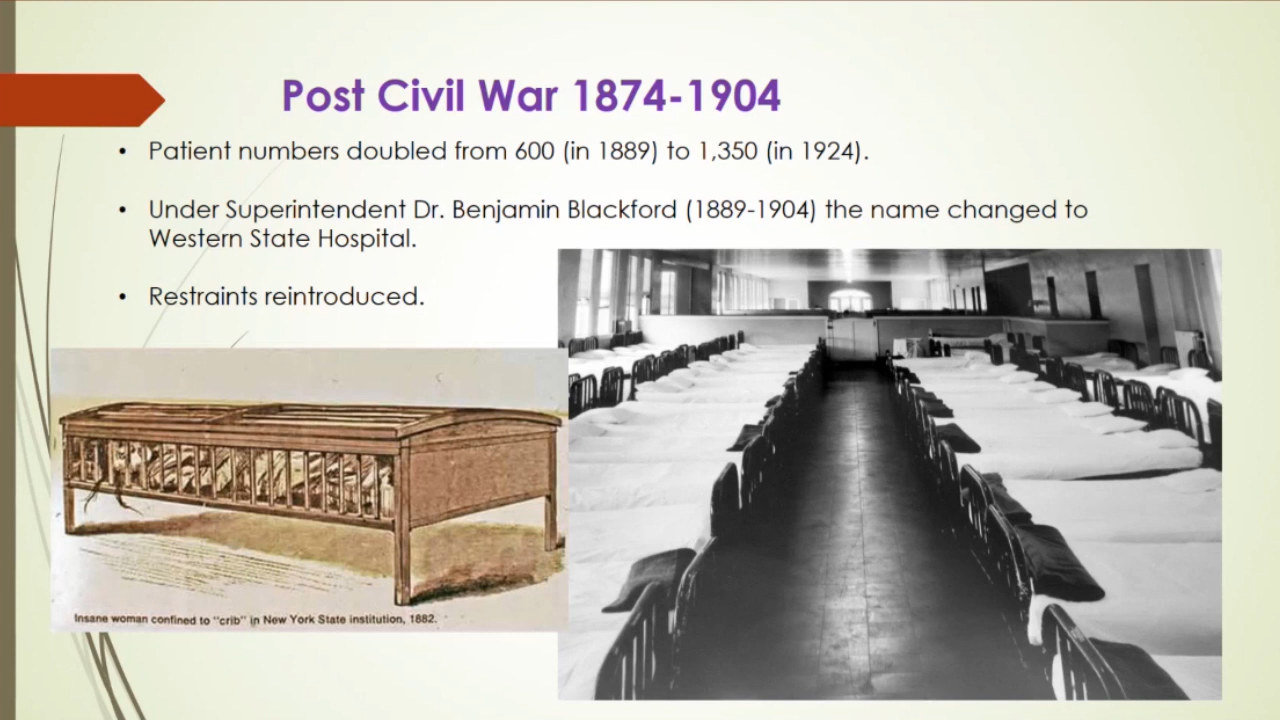 Post Civil War 1874-1904
• Patient numbers doubled from 600 (in 1889) to 1,350 (in 1924).
• Under Superintendent Dr. Benjamin Blackford (1889-1904) the name changed to
Western State Hospital.
• Restraints reintroduced.
Insane woman confined to "crib" in New York State institution, 1882.